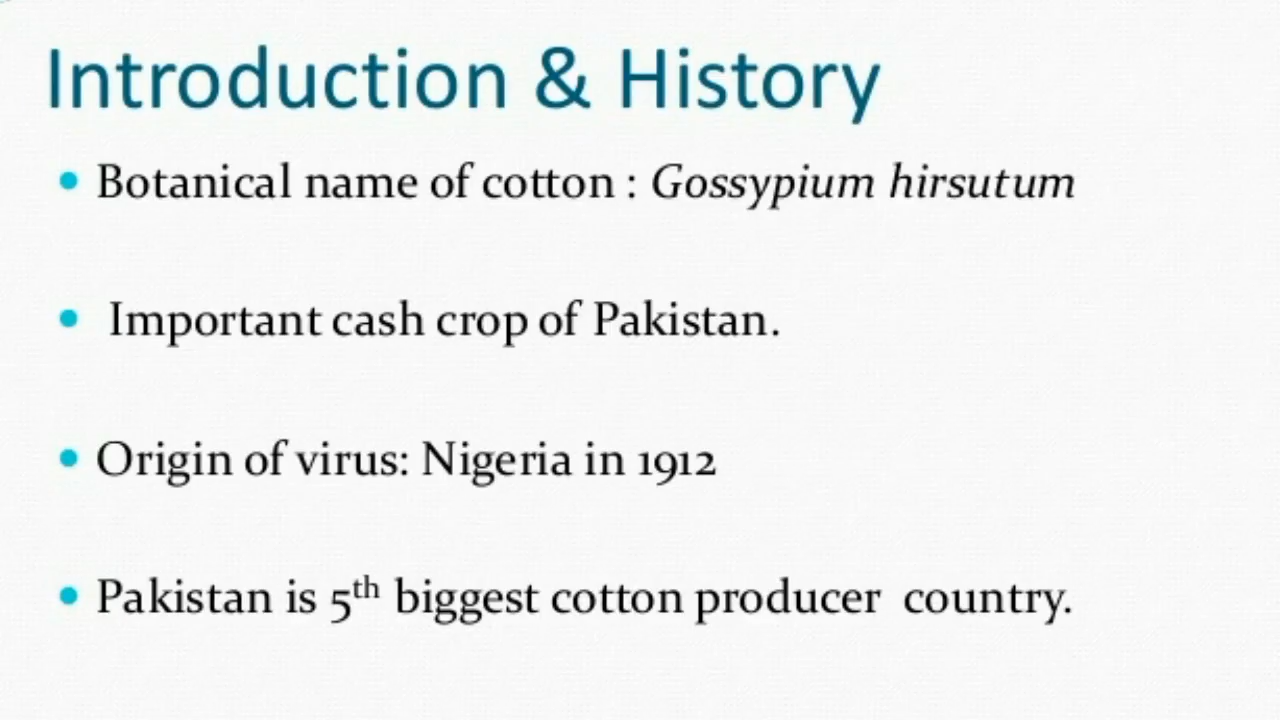 Introduction & History
• Botanical name of cotton : Gossypium hirsutum
• Important cash crop of Pakistan.
• Origin of virus: Nigeria in 1912
• Pakistan is 5th biggest cotton producer country.